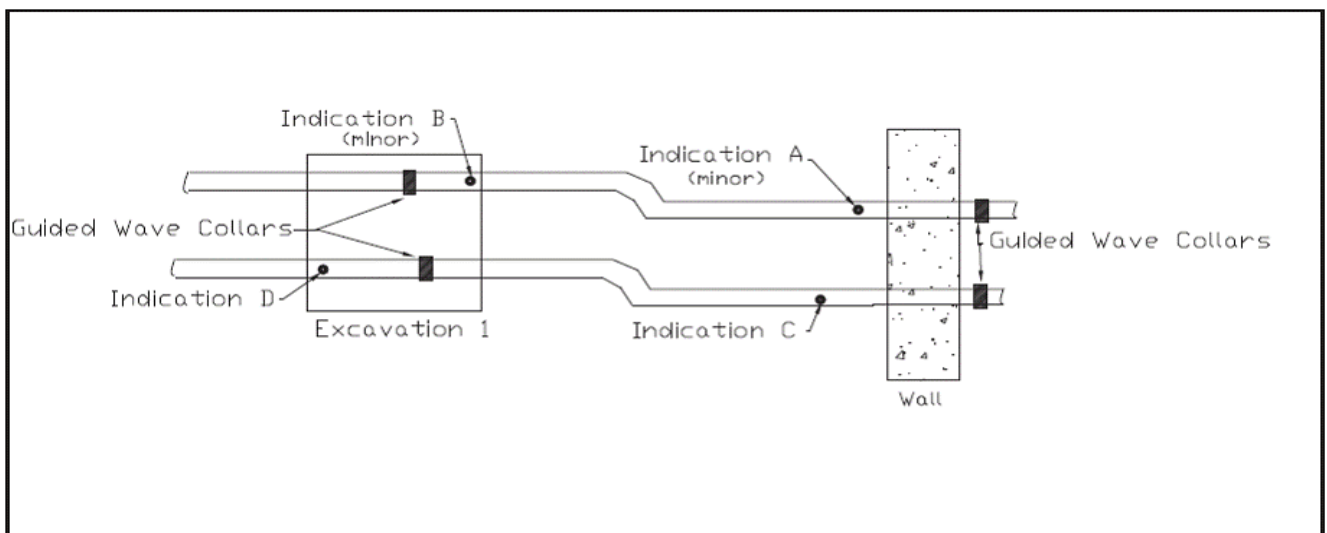 Indication B
(minor)
Indication A
(minor)
Guided Wave Collars
Guided Wave Collars
Indication D
Excavation 1
Indication C
Wall